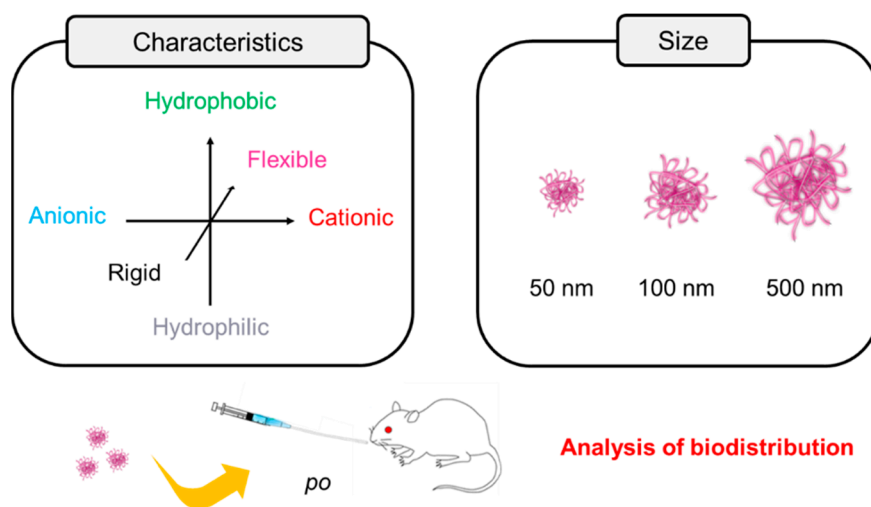 Characteristics
Hydrophobic
Flexible
Anionic
Cationic
Rigid
Hydrophilic
Size
50 nm
100 nm
500 nm
po
Analysis of biodistribution